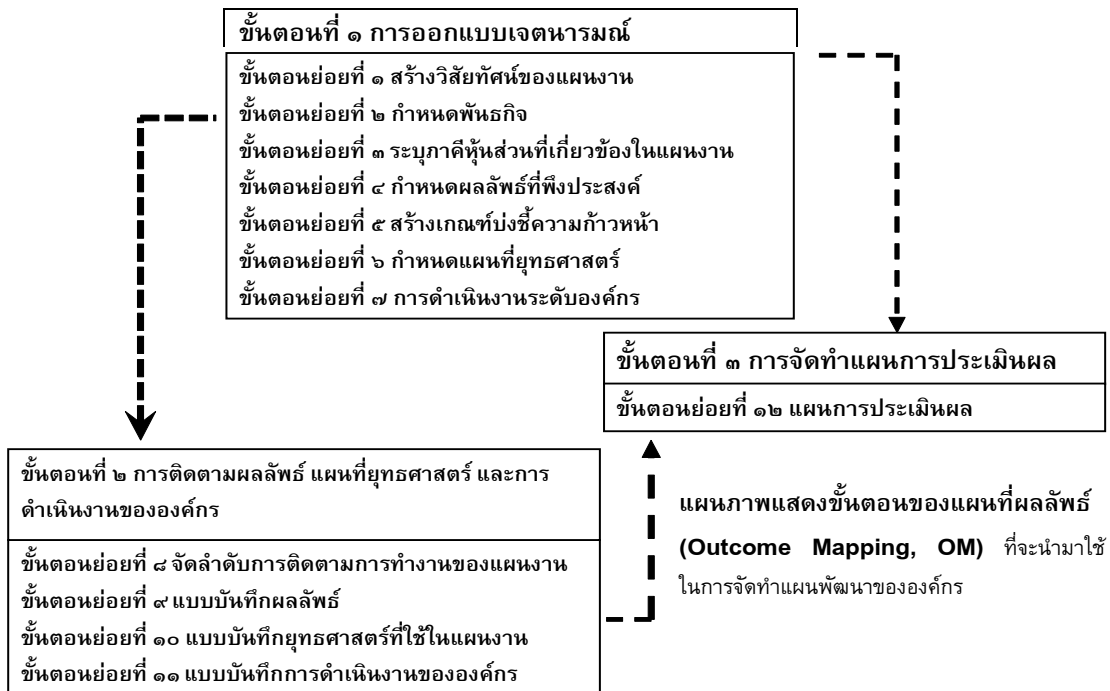 ขั้นตอนที่ ๑ การออกแบบเจตนารมณ์
ขั้นตอนย่อยที่ ๑ สร้างวิสัยทัศน์ของแผนงาน
ขั้นตอนย่อยที่ ๒ กำหนดพันธกิจ
ขั้นตอนย่อยที่ ๓ ระบุภาคีหุ้นส่วนที่เกี่ยวข้องในแผนงาน
ขั้นตอนย่อยที่ ๔ กำหนดผลลัพธ์ที่พึงประสงค์
ขั้นตอนย่อยที่ ๕ สร้างเกณฑ์บ่งชี้ความก้าวหน้า
ขั้นตอนย่อยที่ ๖ กำหนดแผนที่ยุทธศาสตร์
ขั้นตอนย่อยที่ ๗ การดำเนินงานระดับองค์กร
ขั้นตอนที่ ๓ การจัดทำแผนการประเมินผล
ขั้นตอนย่อยที่ ๑๒ แผนการประเมินผล
ขั้นตอนที่ ๒ การติดตามผลลัพธ์ แผนที่ยุทธศาสตร์ และการ
ดำเนินงานขององค์กร
ขั้นตอนย่อยที่ ๘ จัดลำดับการติดตามการทำงานของแผนงาน
ขั้นตอนย่อยที่ ๙ แบบบันทึกผลลัพธ์
ขั้นตอนย่อยที่ ๑๐ แบบบันทึกยุทธศาสตร์ที่ใช้ในแผนงาน
ขั้นตอนย่อยที่ ๑๑ แบบบันทึกการดำเนินงานขององค์กร
แผนภาพแสดงขั้นตอนของแผนที่ผลลัพธ์
(Outcome Mapping, OM) ที่จะนำมาใช้
ในการจัดทำแผนพัฒนาขององค์กร